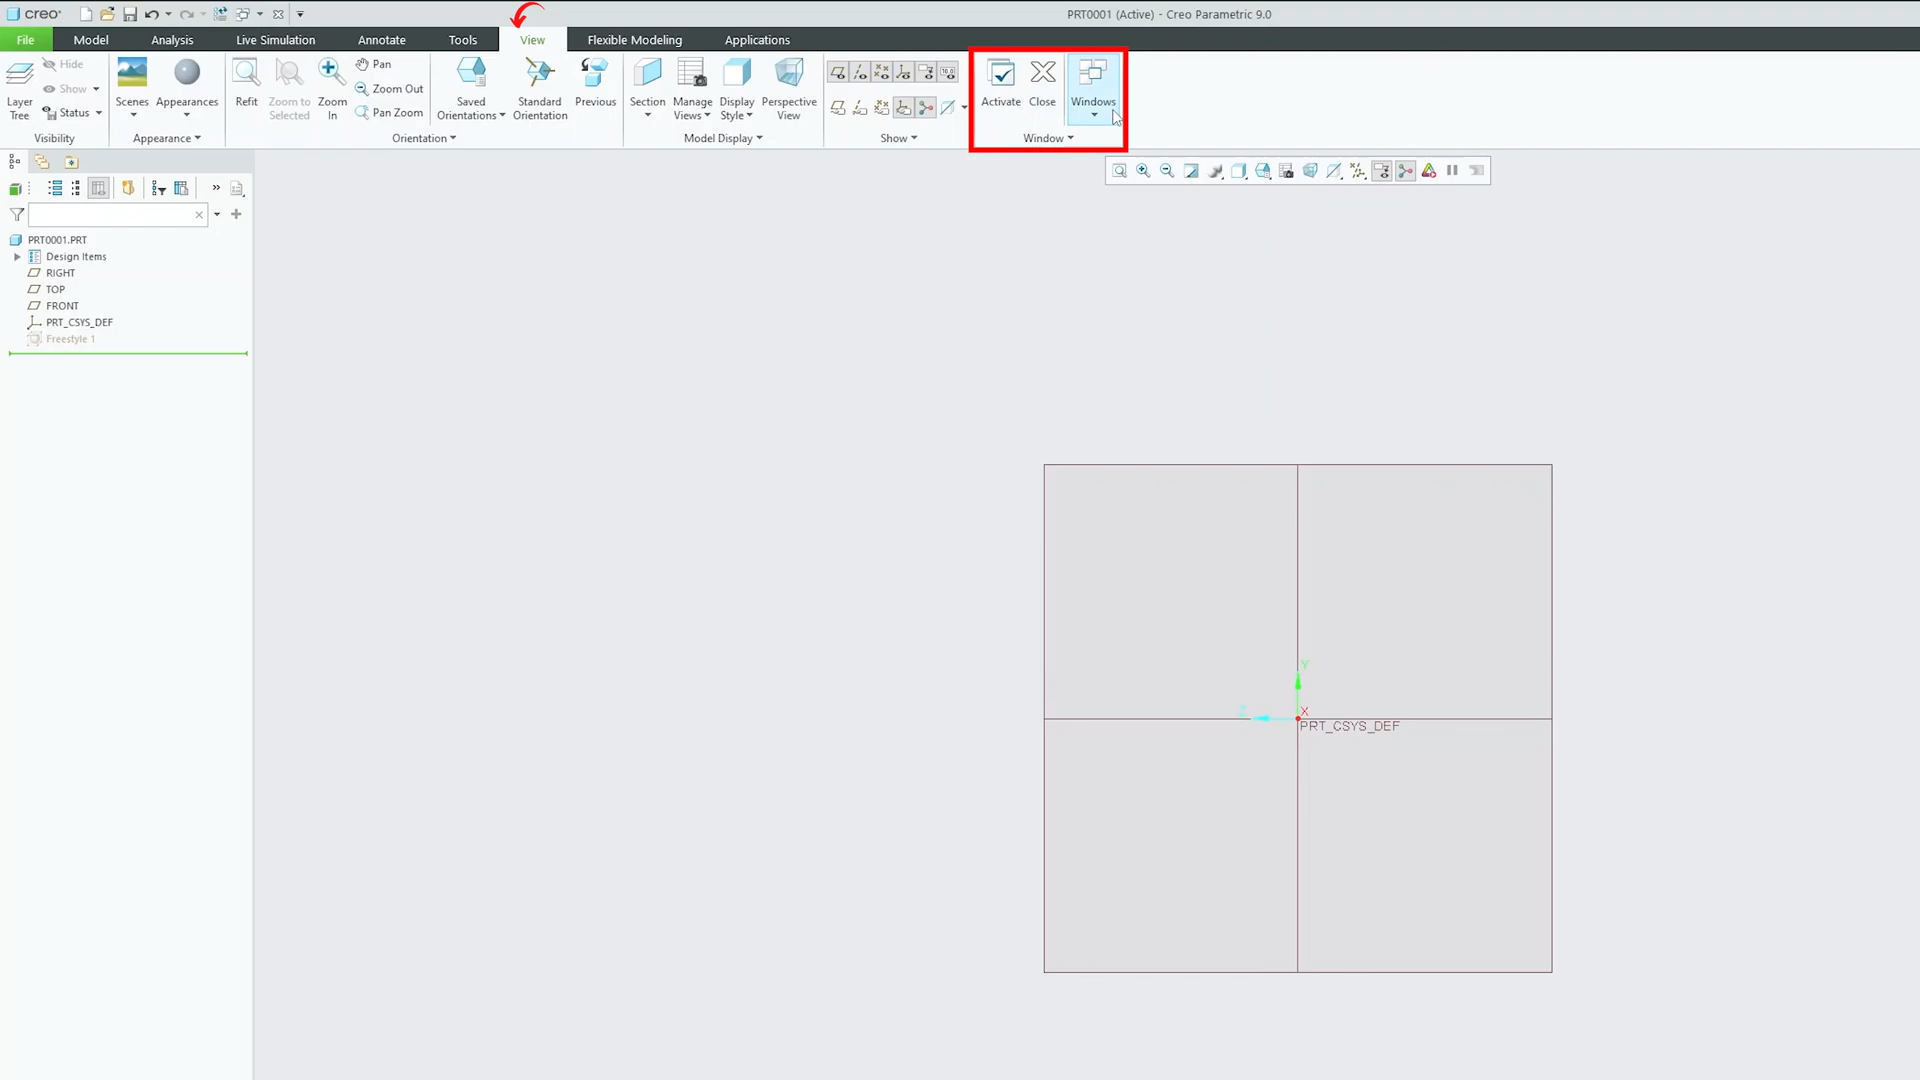 creo
PRT0001 (Active) - Creo Parametric 9.0
File Model Analysis Live Simulation Annotate Tools View Flexible Modeling Applications
Layer Tree
Hide
Show
Status
Visibility
Scenes
Appearances
Appearance
Refit
Zoom to Selected
Zoom In
Pan
Zoom Out
Pan Zoom
Saved Orientations
Standard Orientation
Previous
Orientation
Section
Manage Views
Display Style
Perspective View
Model Display
Show
Activate
Close
Windows
Window
PRT0001.PRT
Design Items
RIGHT
TOP
FRONT
PRT_CSYS_DEF
Freestyle 1
Y
Z
X
PRT_CSYS_DEF